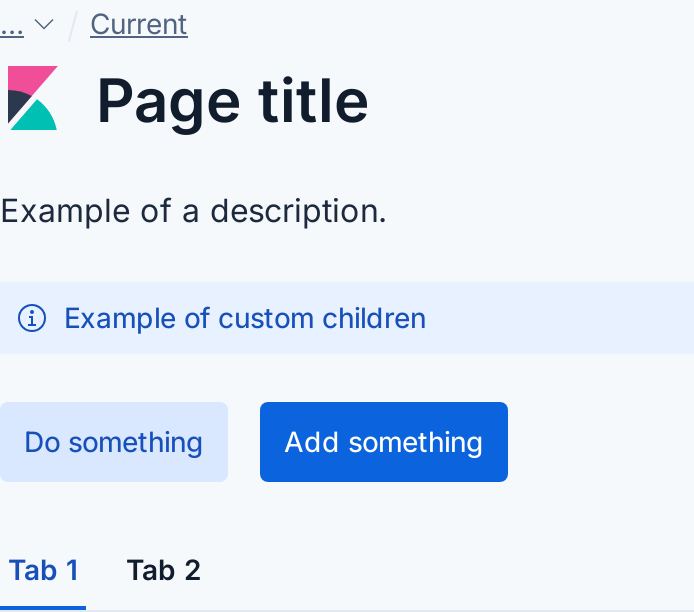 ... / Current
Page title
Example of a description.
Example of custom children
Do something Add something
Tab 1 Tab 2